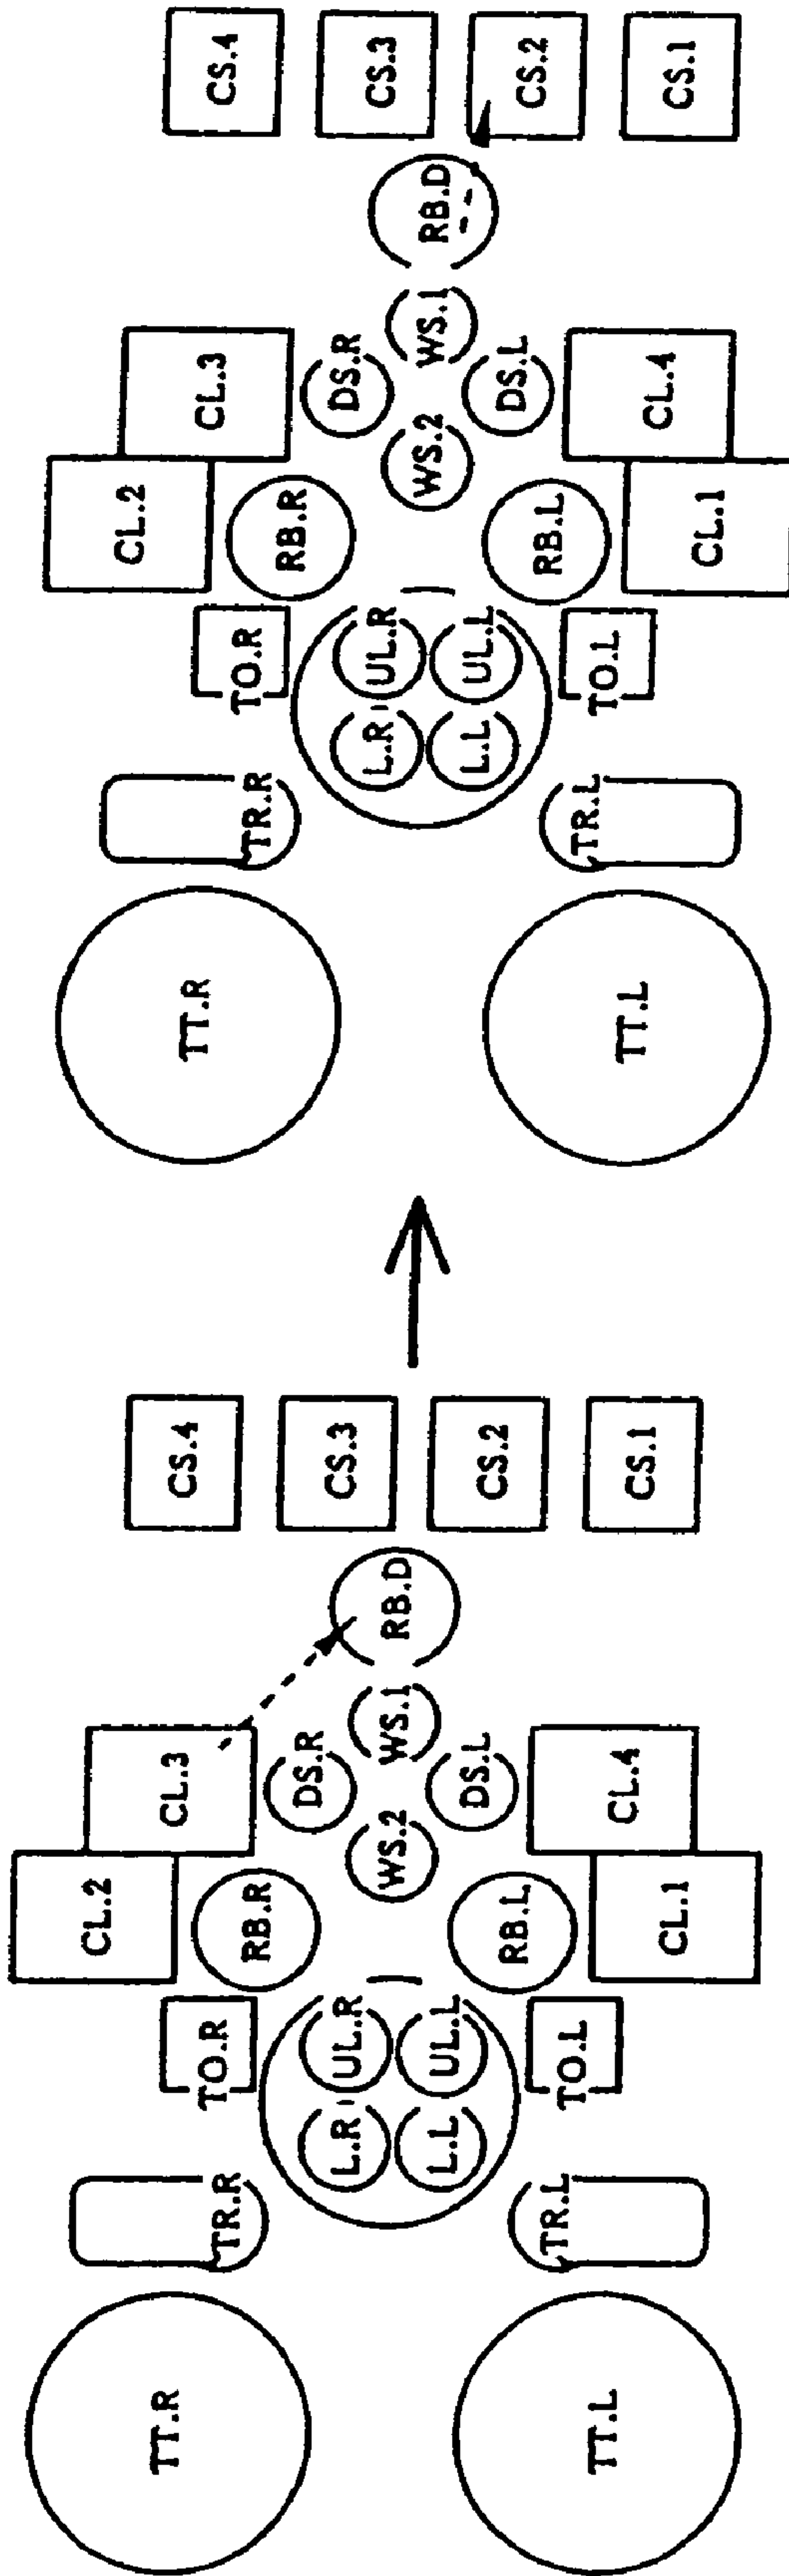 TT.R
TR.R
TO.R
CL.2
CL.3
CS.4
L.R
UL.R
RB.R
DS.R
CS.3
WS.2
WS.1
RB.D
L.L
UL.L
RB.L
DS.L
CS.2
TT.L
TR.L
TO.L
CL.1
CL.4
CS.1
TT.R
TR.R
TO.R
CL.2
CL.3
CS.4
L.R
UL.R
RB.R
DS.R
CS.3
WS.2
WS.1
RB.D
L.L
UL.L
RB.L
DS.L
CS.2
TT.L
TR.L
TO.L
CL.1
CL.4
CS.1